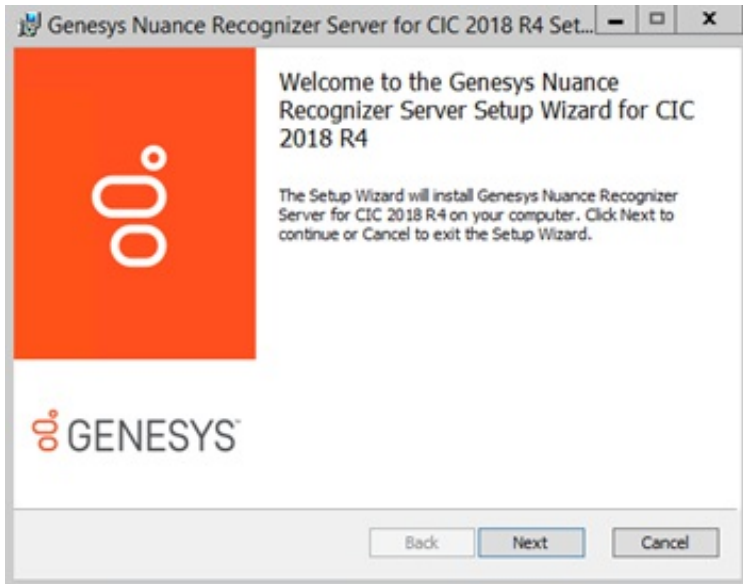 Genesys Nuance Recognizer Server for CIC 2018 R4 Set...
Welcome to the Genesys Nuance
Recognizer Server Setup Wizard for CIC
2018 R4
The Setup Wizard will install Genesys Nuance Recognizer
Server for CIC 2018 R4 on your computer. Click Next to
continue or Cancel to exit the Setup Wizard.
GENESYS™
Back Next Cancel